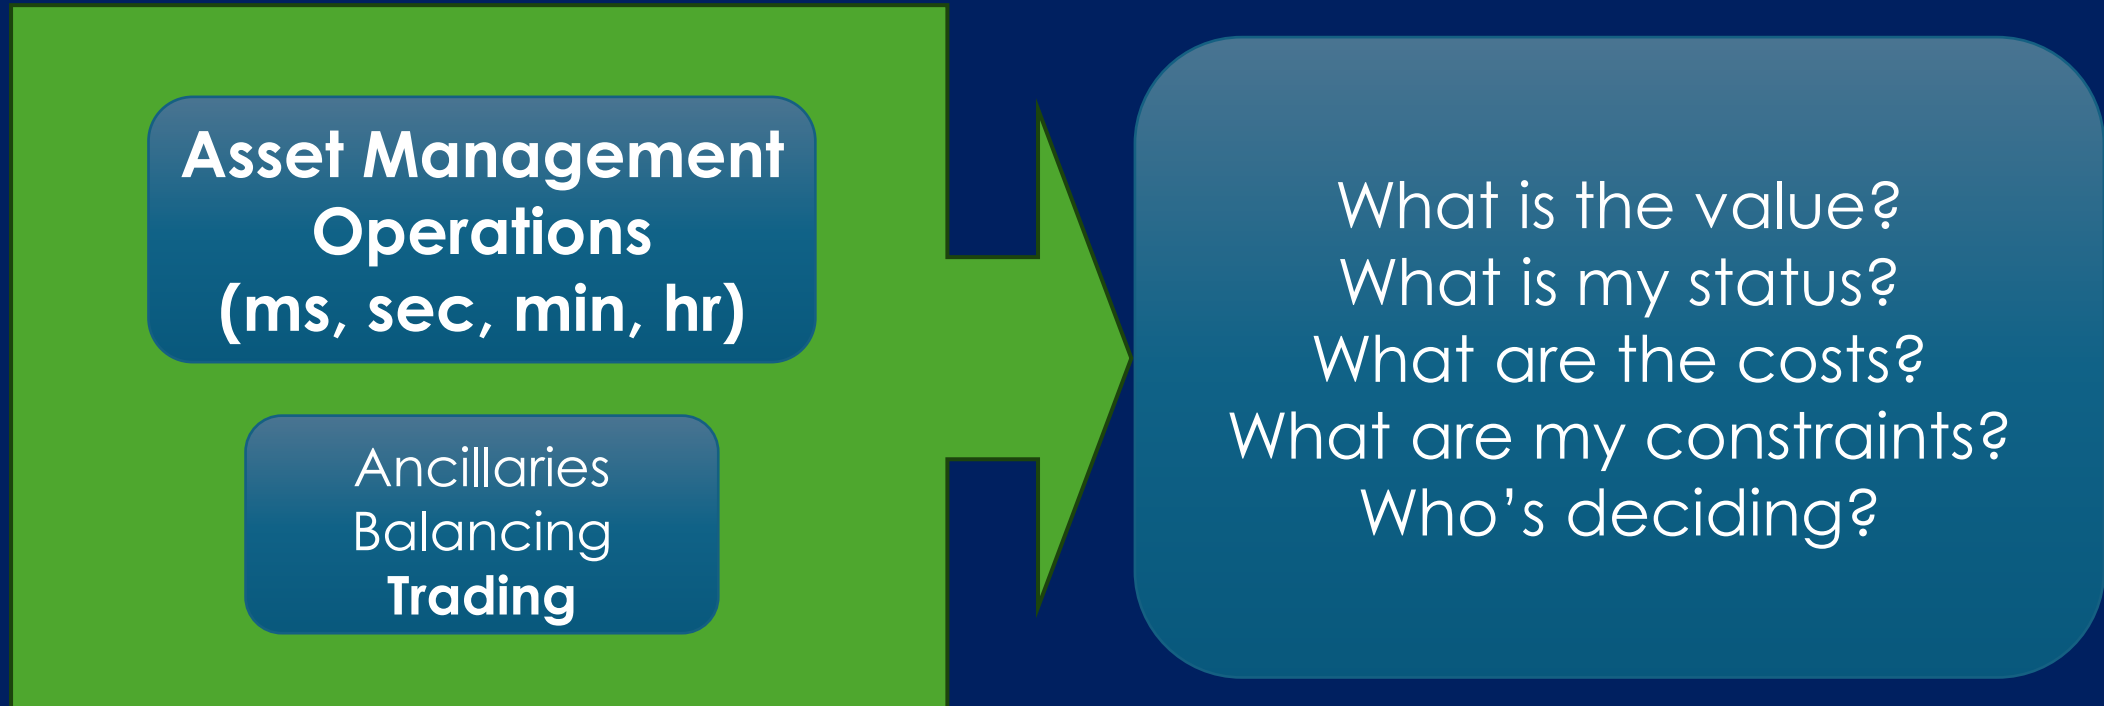 Asset Management
Operations
(ms, sec, min, hr)
Ancillaries
Balancing
Trading
What is the value?
What is my status?
What are the costs?
What are my constraints?
Who’s deciding?